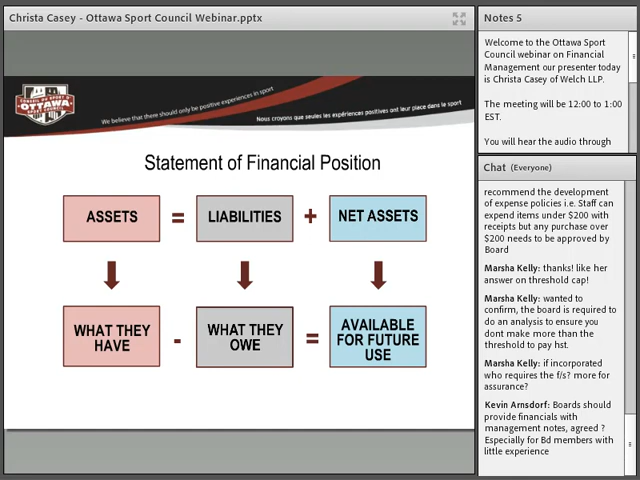 Christa Casey - Ottawa Sport Council Webinar.pptx
OTTAWA
We believe that there should only be positive experiences in sport
Nous croyons que seules les expériences positives ont leur place dans le sport
Statement of Financial Position
ASSETS = LIABILITIES + NET ASSETS
WHAT THEY HAVE - WHAT THEY OWE = AVAILABLE FOR FUTURE USE
Notes 5
Welcome to the Ottawa Sport
Council webinar on Financial
Management our presenter today
is Christa Casey of Welch LLP.
The meeting will be 12:00 to 1:00
EST.
You will hear the audio through
Chat (Everyone)
recommend the development
of expense policies i.e. Staff can
expend items under $200 with
receipts but any purchase over
$200 needs to be approved by
Board
Marsha Kelly: thanks! like her
answer on threshold cap!
Marsha Kelly: wanted to
confirm, the board is required to
do an analysis to ensure you
dont make more than the
threshold to pay hst.
Marsha Kelly: if incorporated
who requires the f/s? more for
assurance?
Kevin Arnsdorf: Boards should
provide financials with
management notes, agreed ?
Especially for Bd members with
little experience